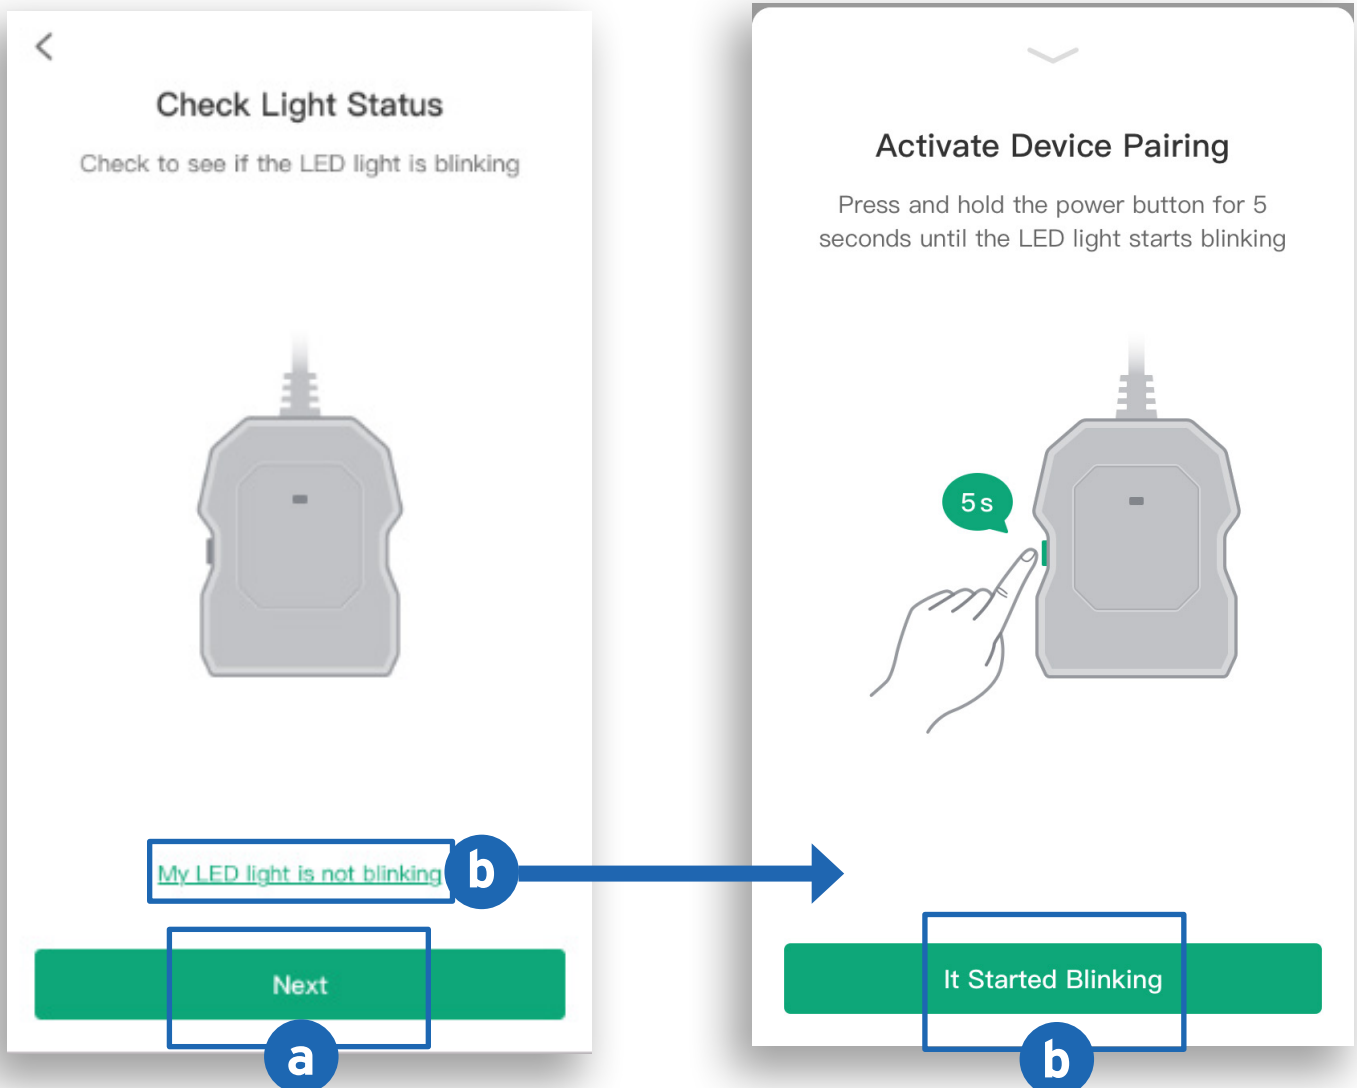 Check Light Status
Check to see if the LED light is blinking
My LED light is not blinking
b
Next
a
Activate Device Pairing
Press and hold the power button for 5
seconds until the LED light starts blinking
5s
It Started Blinking
b